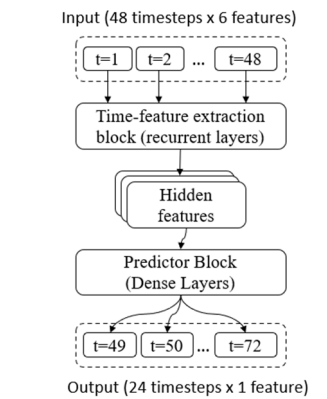 Input (48 timesteps x 6 features)
t=1 t=2 ... t=48
Time-feature extraction
block (recurrent layers)
Hidden
features
Predictor Block
(Dense Layers)
t=49 t=50 ... t=72
Output (24 timesteps x 1 feature)